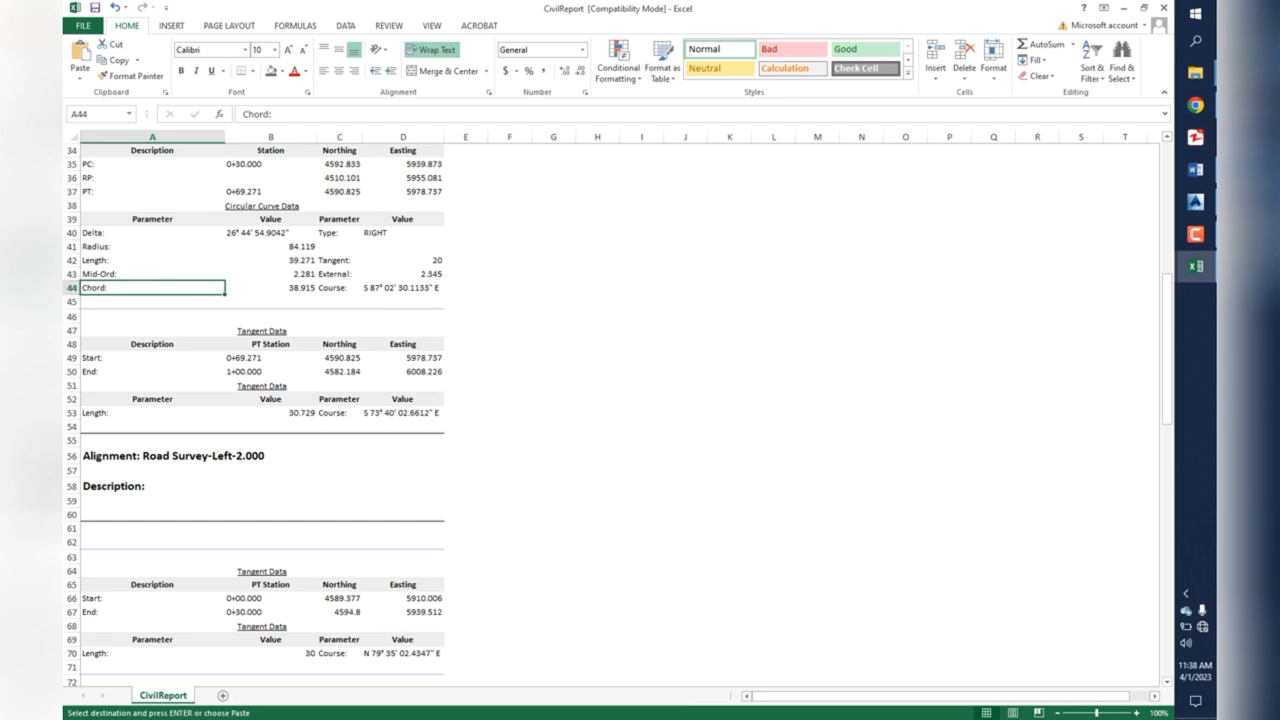 CivilReport [Compatibility Mode] - Excel
FILE HOME INSERT PAGE LAYOUT FORMULAS DATA REVIEW VIEW ACROBAT Microsoft account
Paste Cut Copy Format Painter Clipboard
Calibri 10 B I U Font
Wrap Text Merge & Center Alignment
General $ % , Number
Conditional Formatting Format as Table Normal Bad Good Neutral Calculation Check Cell Styles
Insert Delete Format Cells
AutoSum Fill Clear Sort & Filter Find & Select Editing
A44 fx Chord:
A B C D E F G H I J K L M N O P Q R S T
34 Description Station Northing Easting
35 PC: 0+30.000 4592.833 5939.873
36 RP: 4510.101 5955.081
37 PT: 0+69.271 4590.825 5978.737
38 Circular Curve Data
39 Parameter Value Parameter Value
40 Delta: 26° 44' 54.9042" Type: RIGHT
41 Radius: 84.119
42 Length: 39.271 Tangent: 20
43 Mid-Ord: 2.281 External: 2.345
44 Chord: 38.915 Course: S 87° 02' 30.1133" E
45
46
47 Tangent Data
48 Description PT Station Northing Easting
49 Start: 0+69.271 4590.825 5978.737
50 End: 1+00.000 4582.184 6008.226
51 Tangent Data
52 Parameter Value Parameter Value
53 Length: 30.729 Course: S 73° 40' 02.6612" E
54
55
56 Alignment: Road Survey-Left-2.000
57
58 Description:
59
60
61
62
63
64 Tangent Data
65 Description PT Station Northing Easting
66 Start: 0+00.000 4589.377 5910.006
67 End: 0+30.000 4594.8 5939.512
68 Tangent Data
69 Parameter Value Parameter Value
70 Length: 30 Course: N 79° 35' 02.4347" E
71
72
CivilReport
Select destination and press ENTER or choose Paste 100%
11:38 AM
4/1/2023